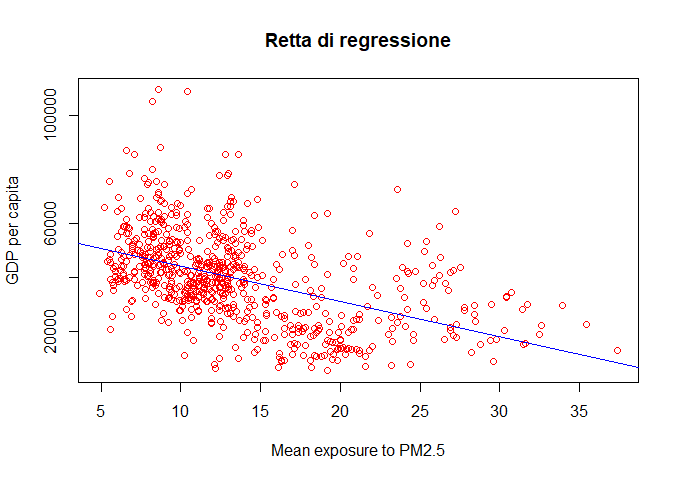 Retta di regressione
GDP per capita
100000
60000
20000
5 10 15 20 25 30 35
Mean exposure to PM2.5